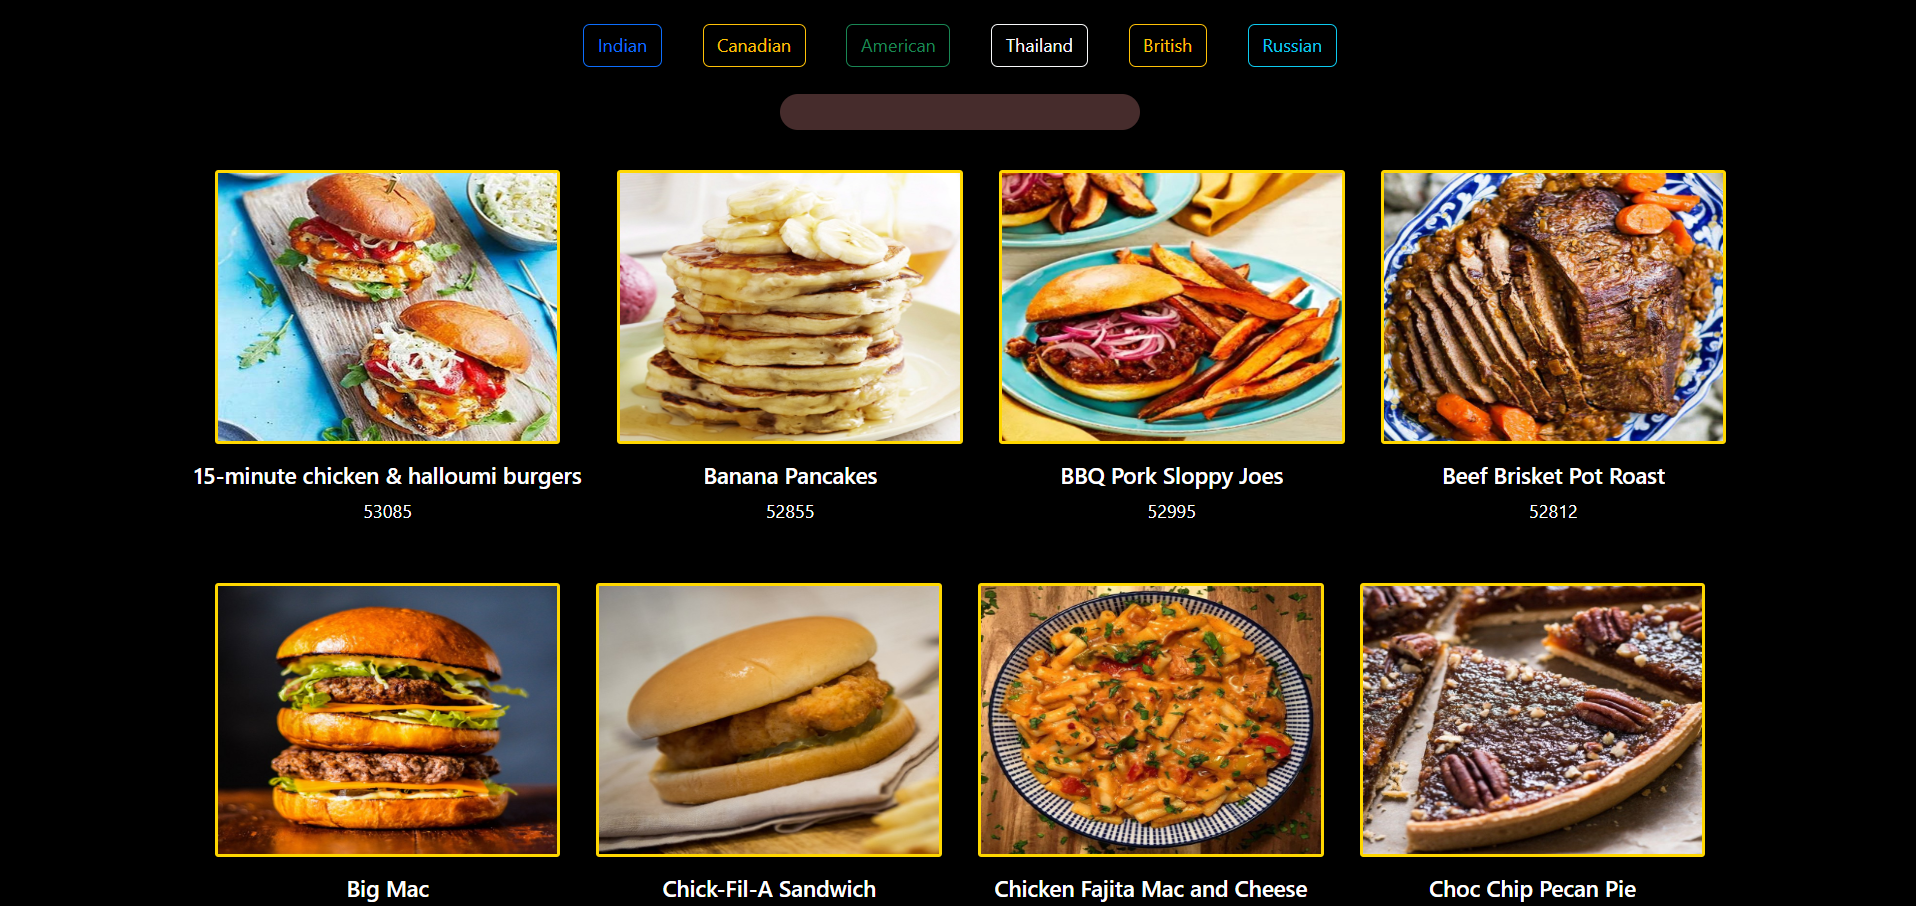 Indian Canadian American Thailand British Russian
15-minute chicken & halloumi burgers
53085
Banana Pancakes
52855
BBQ Pork Sloppy Joes
52995
Beef Brisket Pot Roast
52812
Big Mac
Chick-Fil-A Sandwich
Chicken Fajita Mac and Cheese
Choc Chip Pecan Pie